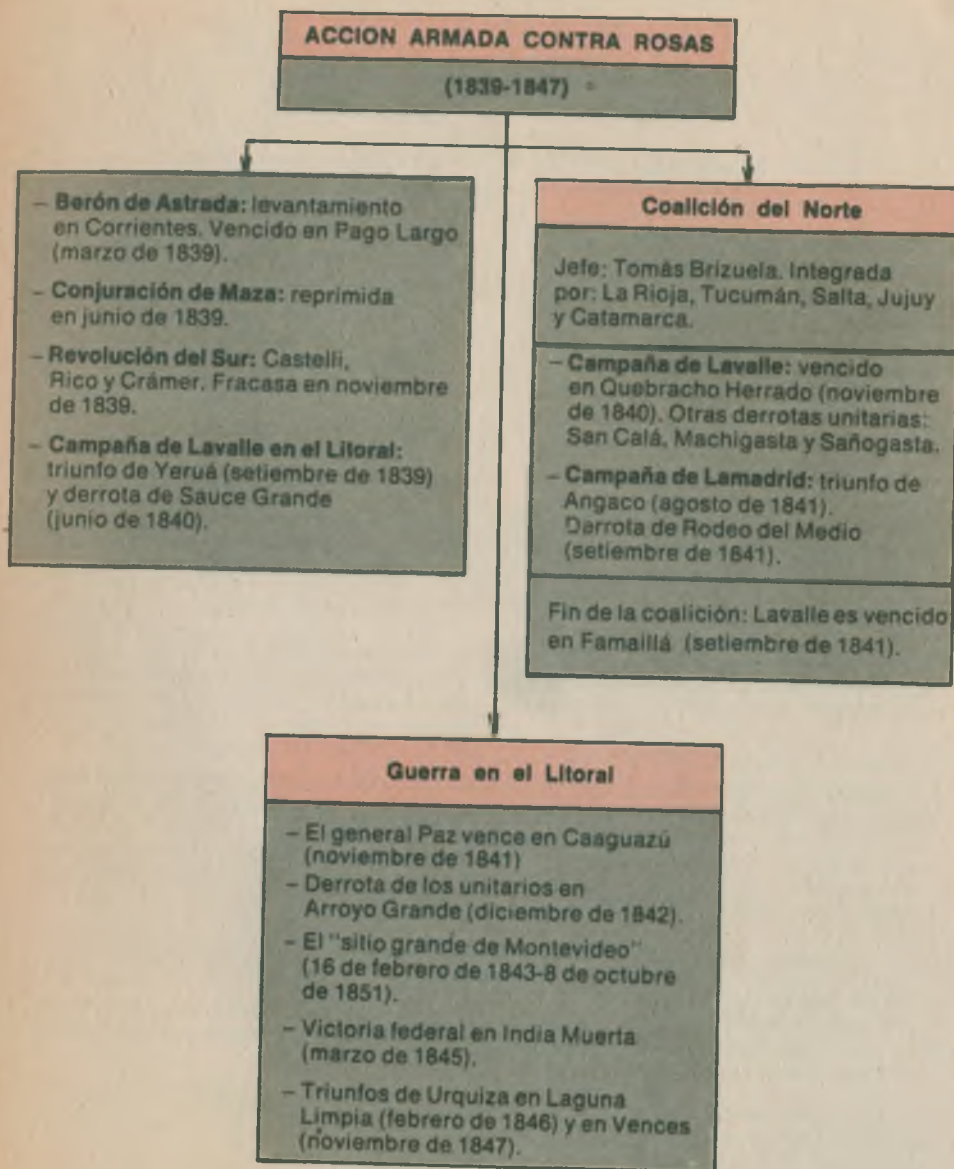 ACCION ARMADA CONTRA ROSAS
(1839-1847)
– Berón de Astrada: levantamiento
en Corrientes. Vencido en Pago Largo
(marzo de 1839).
– Conjuración de Maza: reprimida
en junio de 1839.
– Revolución del Sur: Castelli,
Rico y Crámer. Fracasa en noviembre
de 1839.
– Campaña de Lavalle en el Litoral:
triunfo de Yeruá (setiembre de 1839)
y derrota de Sauce Grande
(junio de 1840).
Coalición del Norte
Jefe: Tomás Brizuela. Integrada
por: La Rioja, Tucumán, Salta, Jujuy
y Catamarca.
– Campaña de Lavalle: vencido
en Quebracho Herrado (noviembre
de 1840). Otras derrotas unitarias:
San Calá, Machigasta y Sañogasta.
– Campaña de Lamadrid: triunfo de
Angaco (agosto de 1841).
Derrota de Rodeo del Medio
(setiembre de 1841).
Fin de la coalición: Lavalle es vencido
en Famaillá (setiembre de 1841).
Guerra en el Litoral
– El general Paz vence en Caaguazú
(noviembre de 1841)
– Derrota de los unitarios en
Arroyo Grande (diciembre de 1842).
– El "sitio grande de Montevideo"
(16 de febrero de 1843-8 de octubre
de 1851).
– Victoria federal en India Muerta
(marzo de 1845).
– Triunfos de Urquiza en Laguna
Limpia (febrero de 1846) y en Vences
(noviembre de 1847).